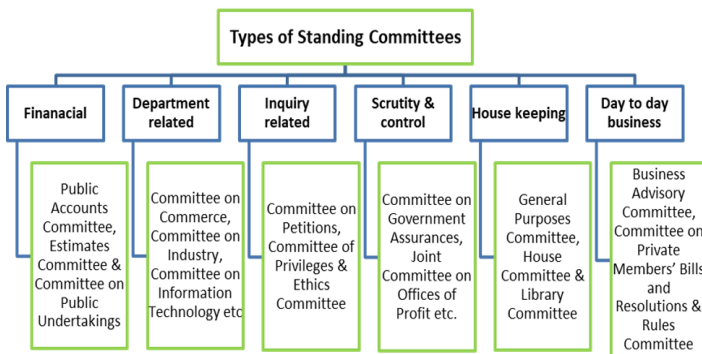 Types of Standing Committees
Finanacial
Department
related
Inquiry
related
Scrutity &
control
House keeping
Day to day
business
Public
Accounts
Committee,
Estimates
Committee &
Committee on
Public
Undertakings
Committee on
Commerce,
Committee on
Industry,
Committee on
Information
Technology etc
Committee on
Petitions,
Committee of
Privileges &
Ethics
Committee
Committee on
Government
Assurances,
Joint
Committee on
Offices of
Profit etc.
General
Purposes
Committee,
House
Committee &
Library
Committee
Business
Advisory
Committee,
Committee on
Private
Members’ Bills
and
Resolutions &
Rules
Committee